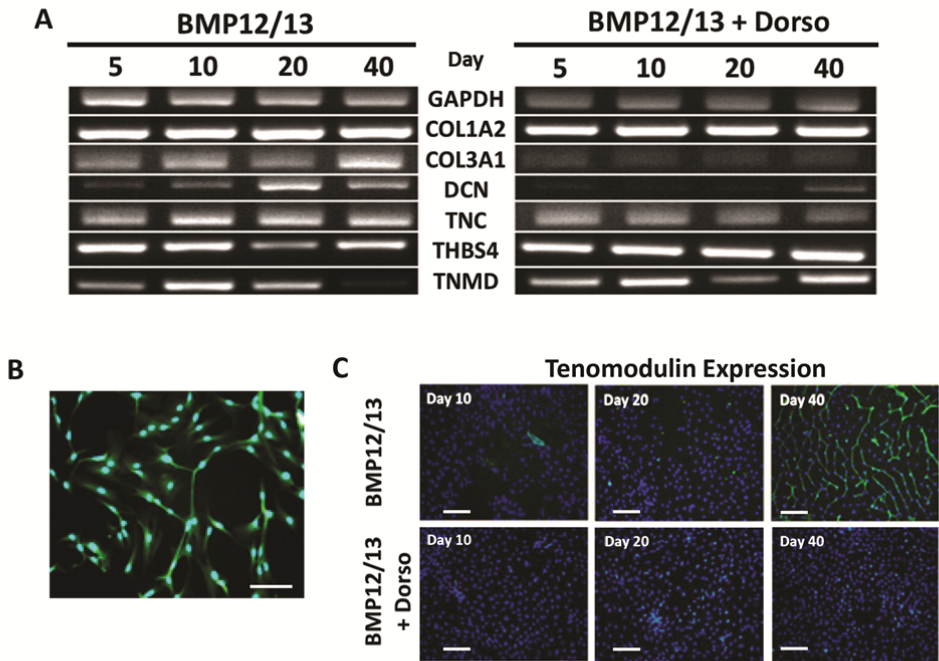 A
BMP12/13
BMP12/13 + Dorso
5 10 20 40 Day 5 10 20 40
GAPDH
COL1A2
COL3A1
DCN
TNC
THBS4
TNMD
B
C
Tenomodulin Expression
BMP12/13
Day 10
Day 20
Day 40
BMP12/13
+ Dorso
Day 10
Day 20
Day 40